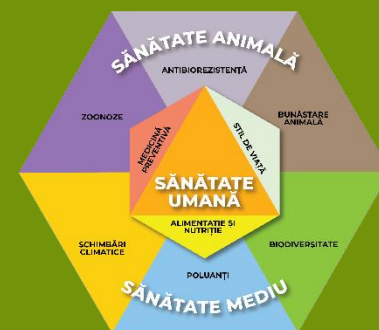 SĂNĂTATE ANIMALĂ
ANTIBIOREZISTENȚĂ
ZOONOZE
BUNĂSTARE
ANIMALĂ
MEDICINĂ
PREVENTIVĂ
STIL DE VIAȚĂ
SĂNĂTATE
UMANĂ
ALIMENTAȚIE SI
NUTRIȚIE
SCHIMBĂRI
CLIMATICE
BIODIVERSITATE
POLUANȚI
SĂNĂTATE MEDIU